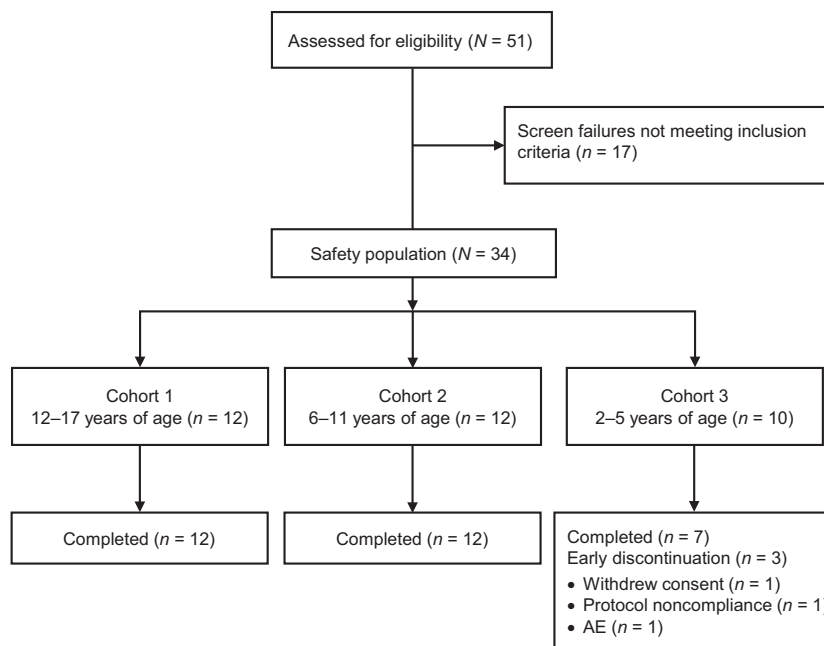 Assessed for eligibility (N = 51)
Screen failures not meeting inclusion
criteria (n = 17)
Safety population (N = 34)
Cohort 1
12–17 years of age (n = 12)
Cohort 2
6–11 years of age (n = 12)
Cohort 3
2–5 years of age (n = 10)
Completed (n = 12)
Completed (n = 12)
Completed (n = 7)
Early discontinuation (n = 3)
• Withdrew consent (n = 1)
• Protocol noncompliance (n = 1)
• AE (n = 1)